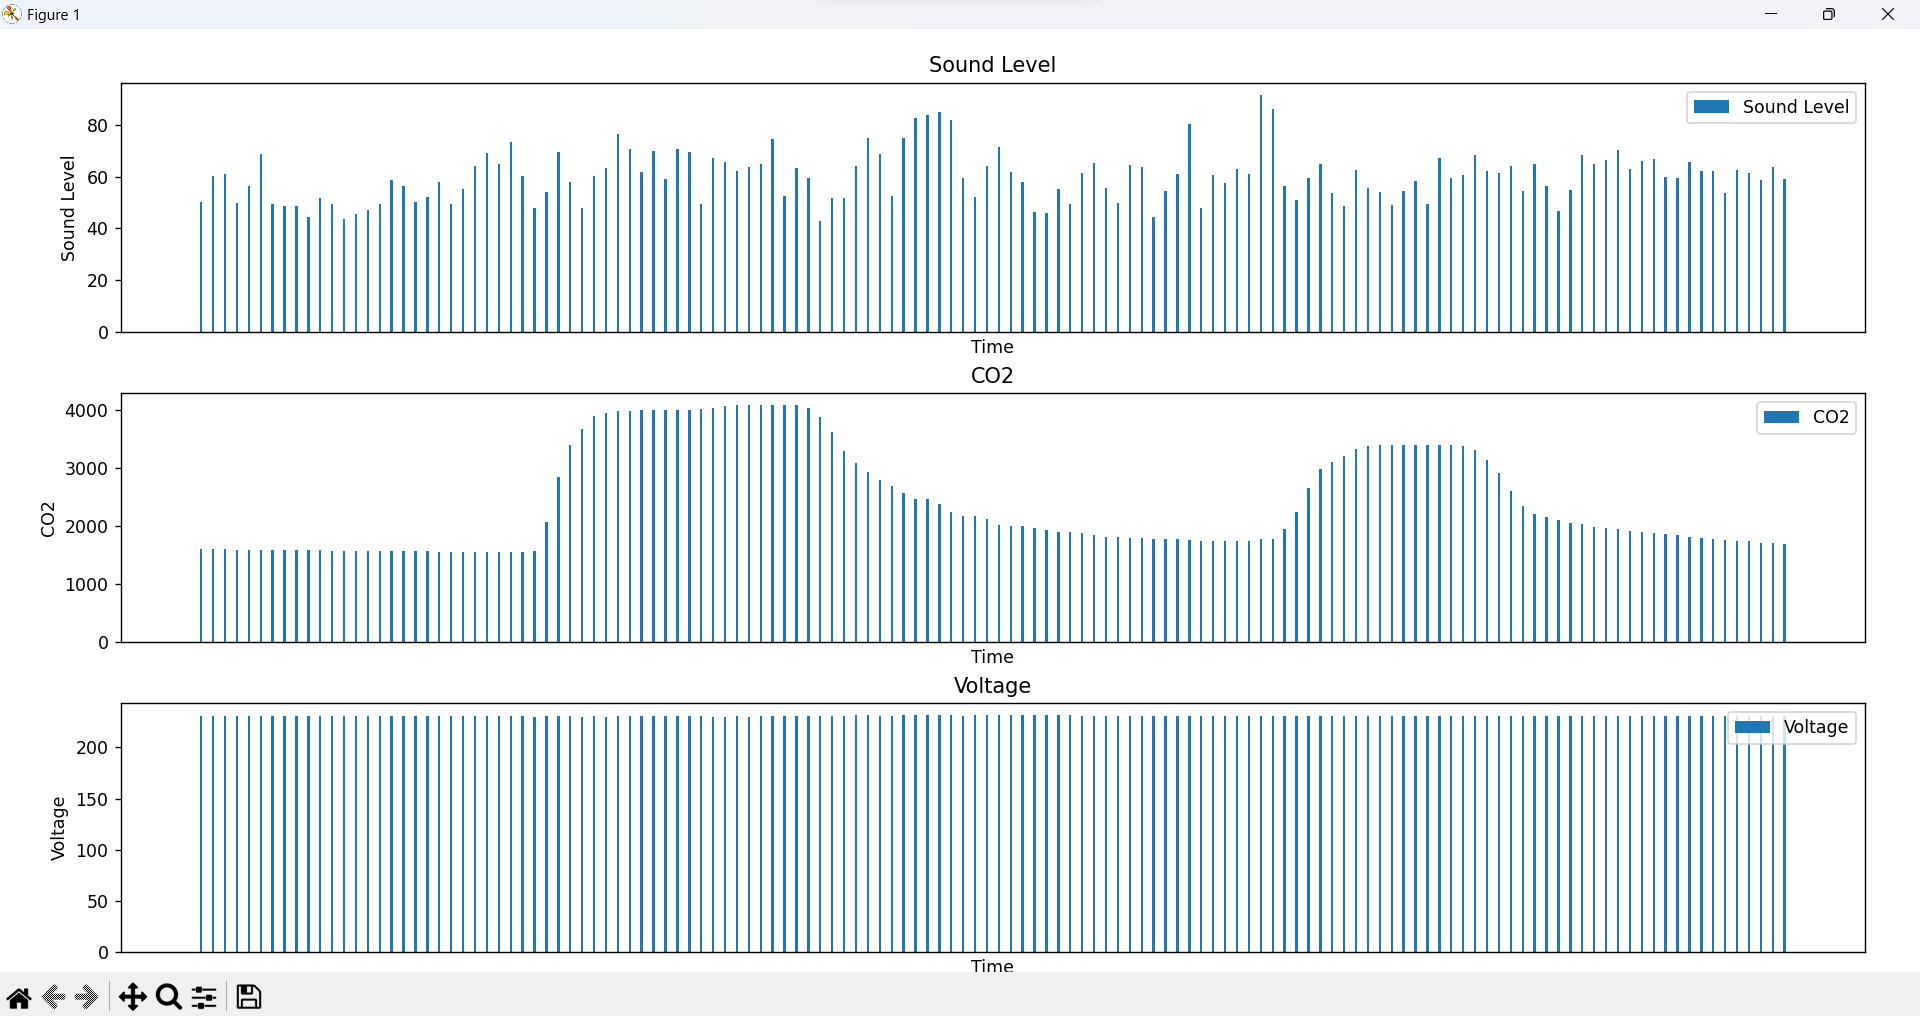 Figure 1
Sound Level
Sound Level
80
60
40
20
0
Sound Level
Time
CO2
CO2
4000
3000
2000
1000
0
CO2
Time
Voltage
Voltage
200
150
100
50
0
Voltage
Time